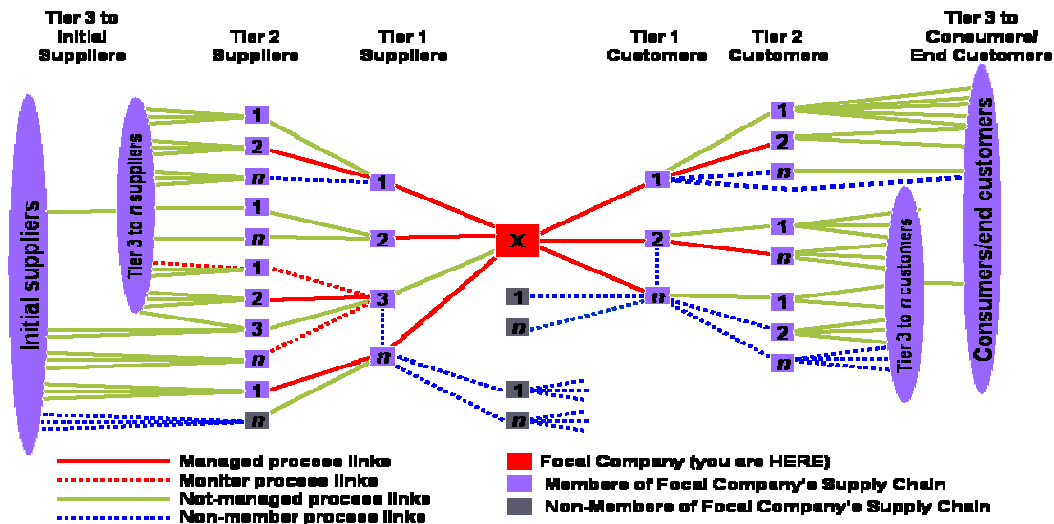 Tier 3 to
Initial
Suppliers
Tier 2
Suppliers
Tier 1
Suppliers
Tier 1
Customers
Tier 2
Customers
Tier 3 to
Consumers/
End Customers
Initial suppliers
Tier 3 to n suppliers
1
2
n
1
n
1
2
3
n
1
n
1
2
3
n
X
1
n
1
n
1
2
n
1
2
n
1
n
1
2
n
Tier 3 to n customers
Consumers/end customers
Managed process links
Moniter process links
Not-managed process links
Non-member process links
Focal Company (you are HERE)
Members of Focal Company's Supply Chain
Non-Members of Focal Company's Supply Chain